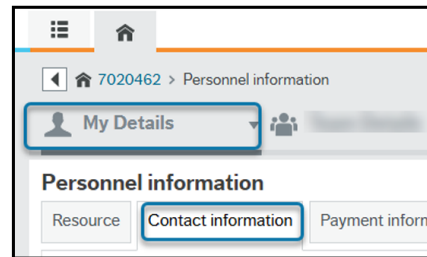 7020462 > Personnel information
My Details
Personnel information
Resource Contact information Payment inform